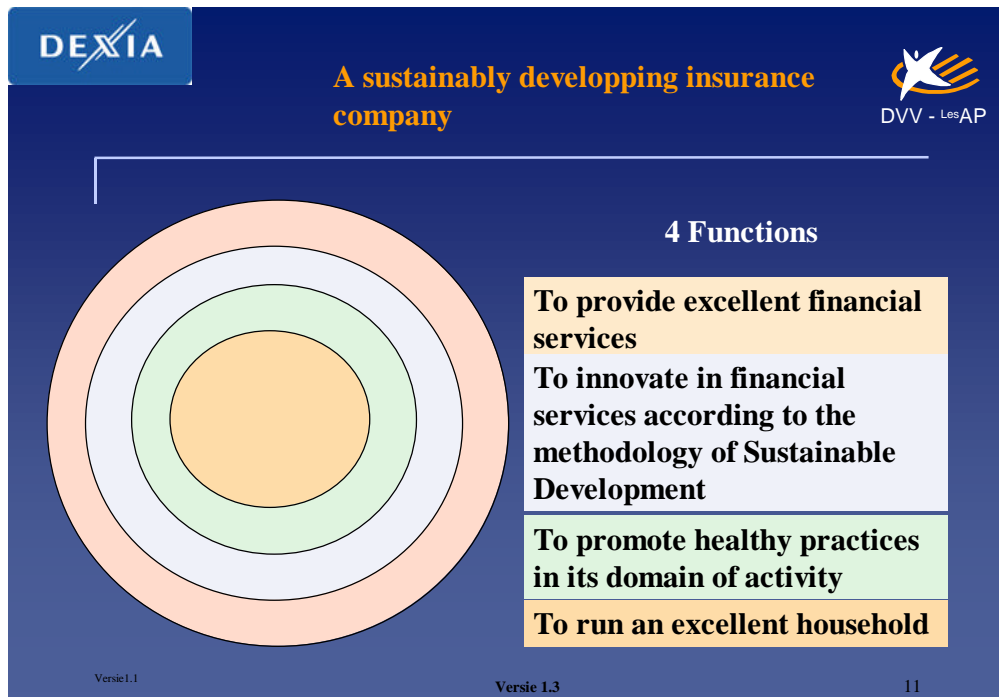 DEXIA
A sustainably developping insurance
company
DVV - LesAP
4 Functions
To provide excellent financial
services
To innovate in financial
services according to the
methodology of Sustainable
Development
To promote healthy practices
in its domain of activity
To run an excellent household
Versie1.1
Versie 1.3
11